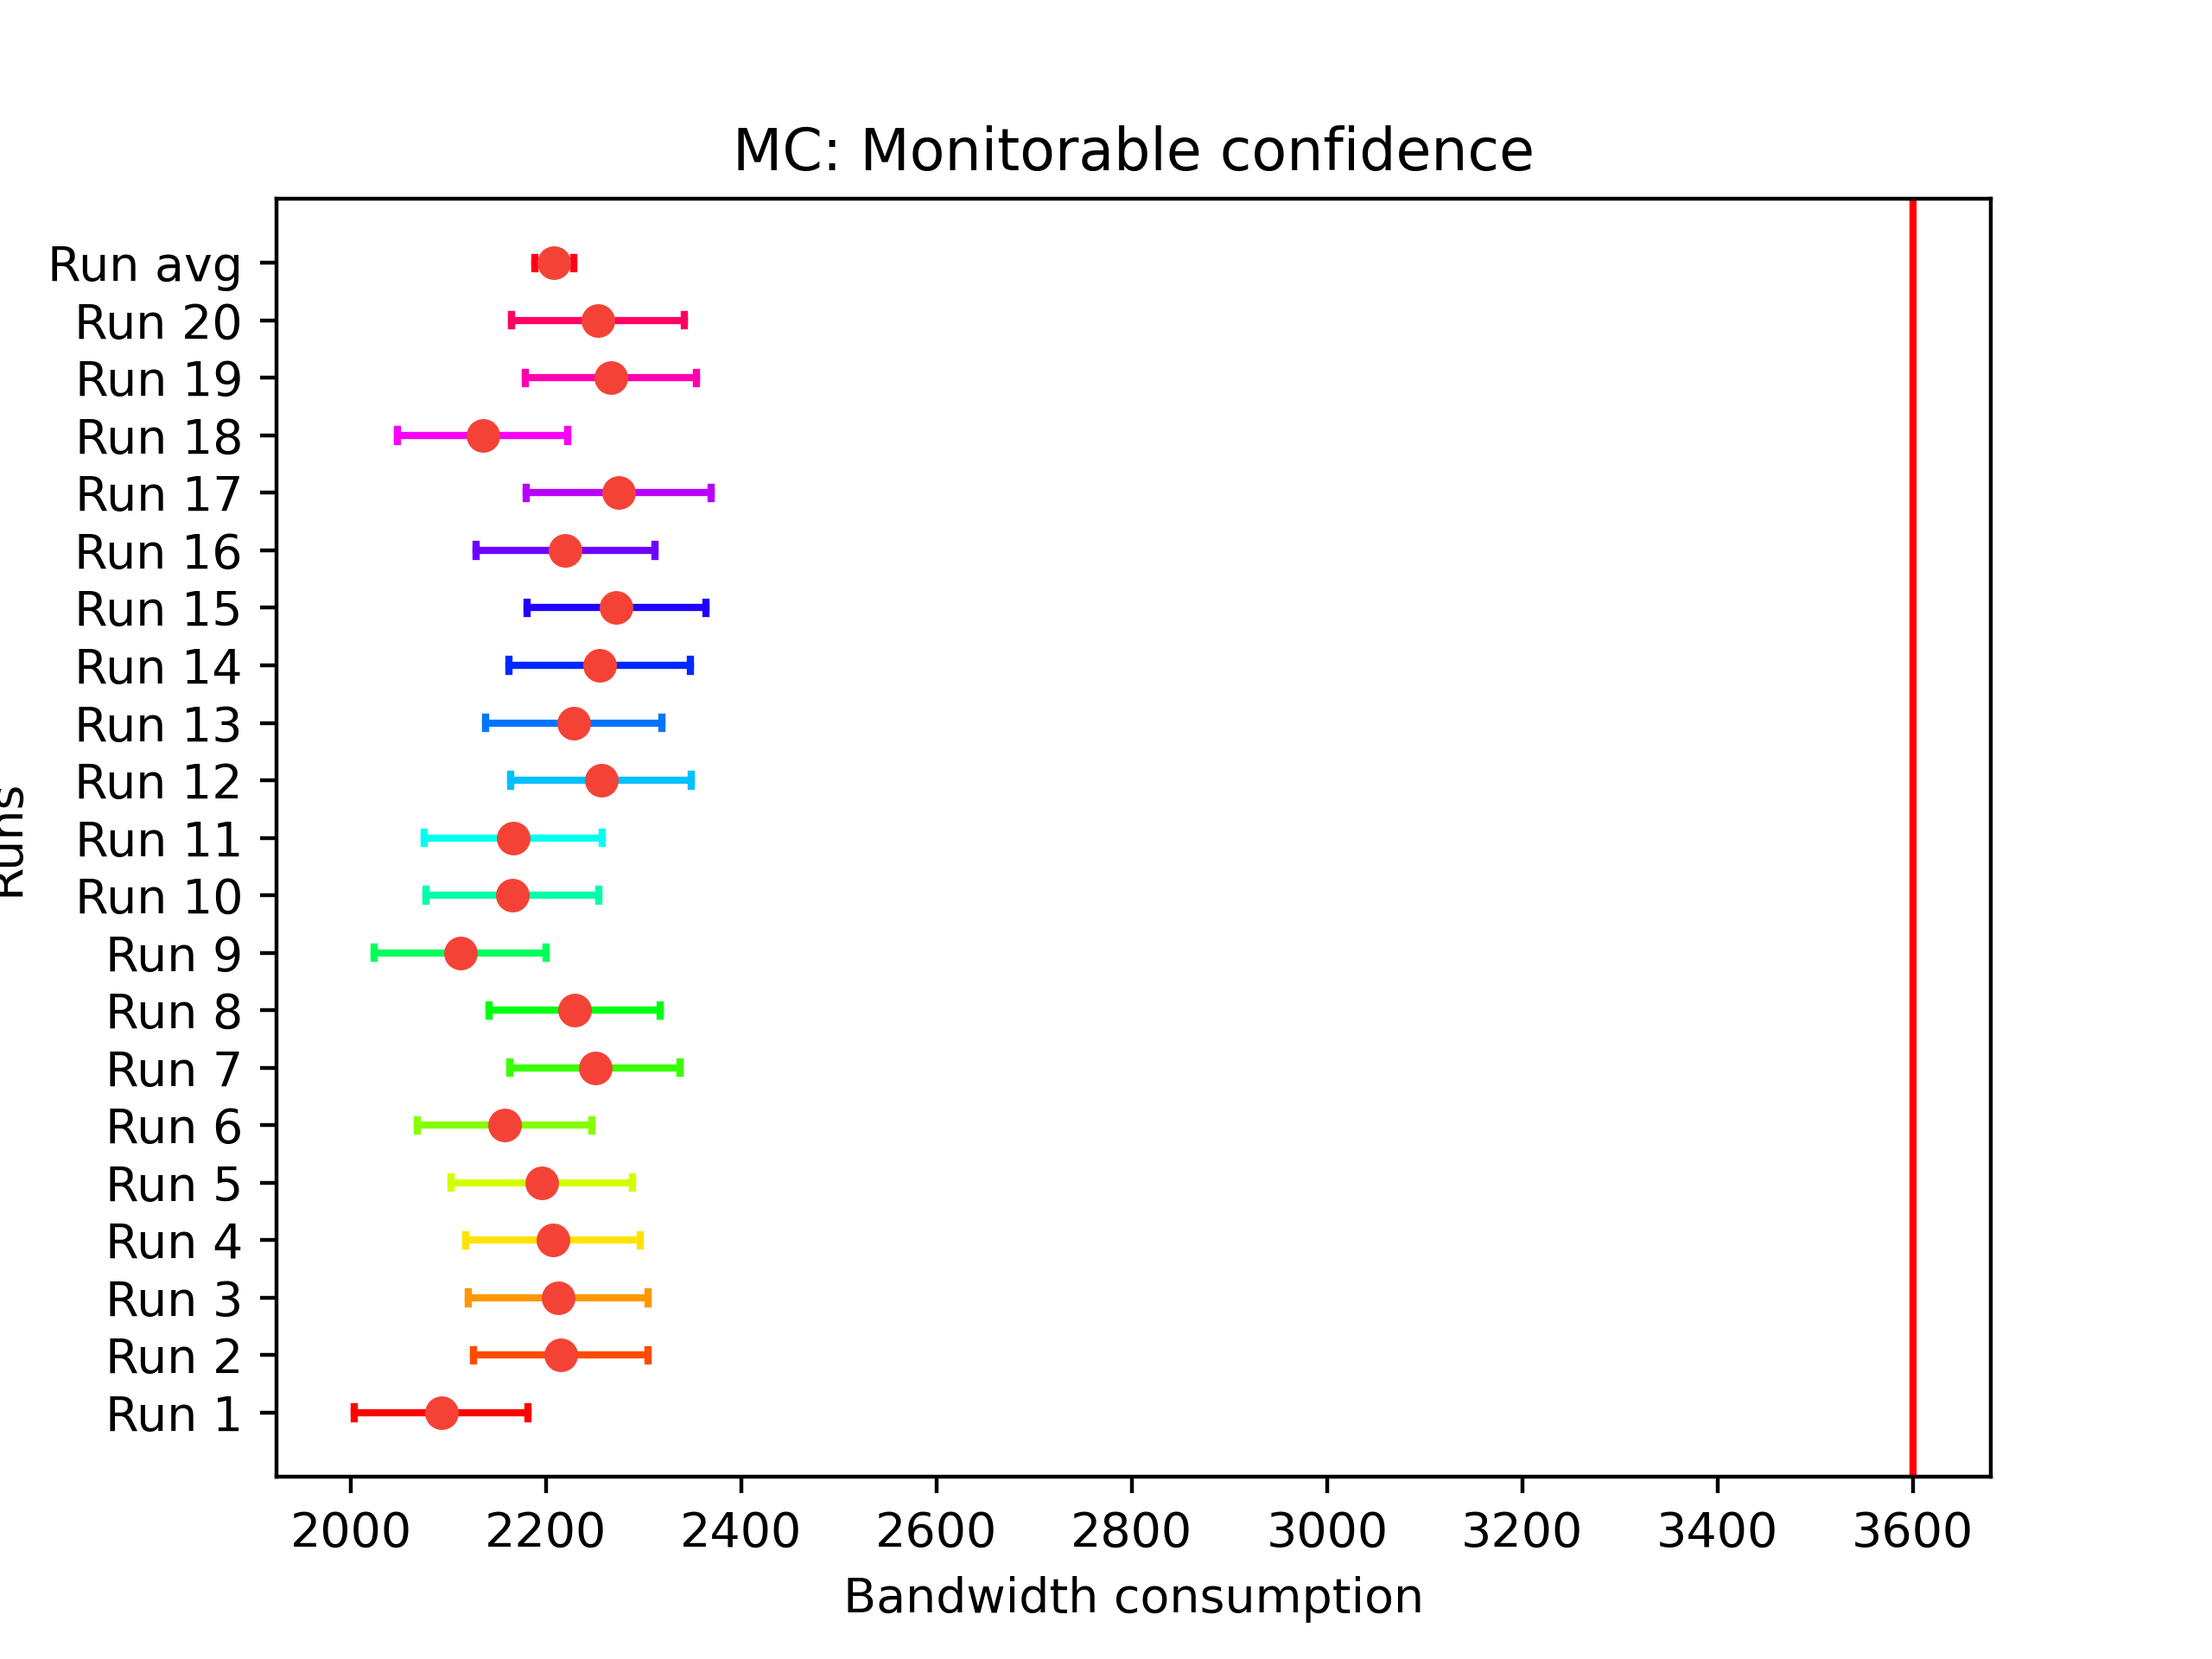 MC: Monitorable confidence
Run avg
Run 20
Run 19
Run 18
Run 17
Run 16
Run 15
Run 14
Run 13
Run 12
Run 11
Run 10
Run 9
Run 8
Run 7
Run 6
Run 5
Run 4
Run 3
Run 2
Run 1
Runs
2000 2200 2400 2600 2800 3000 3200 3400 3600
Bandwidth consumption